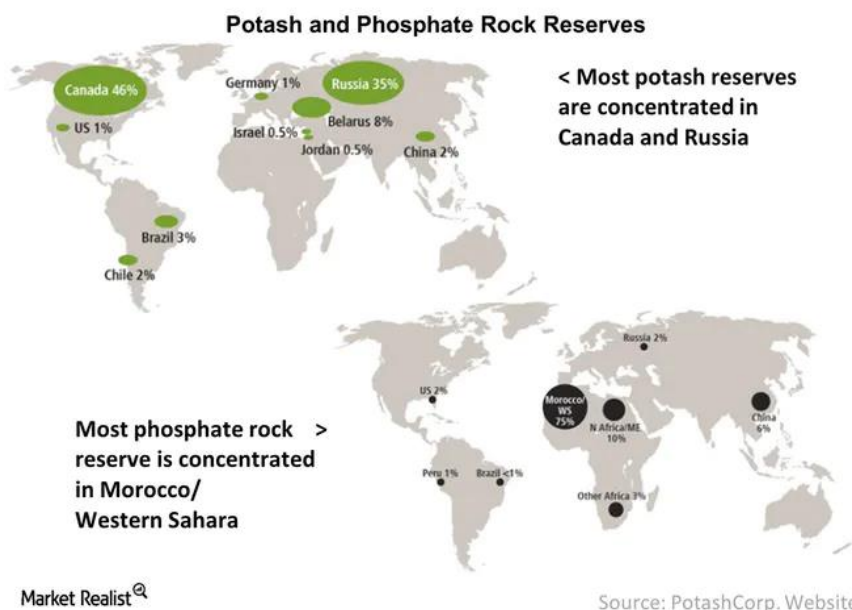 Potash and Phosphate Rock Reserves
Canada 46%
US 1%
Germany 1%
Russia 35%
Belarus 8%
Israel 0.5%
Jordan 0.5%
China 2%
Brazil 3%
Chile 2%
< Most potash reserves
are concentrated in
Canada and Russia
Russia 2%
US 2%
Morocco/
WS
75%
N Africa/ME
10%
China
6%
Peru 1%
Brazil <1%
Other Africa 3%
Most phosphate rock >
reserve is concentrated
in Morocco/
Western Sahara
Market Realist
Source: PotashCorp. Website